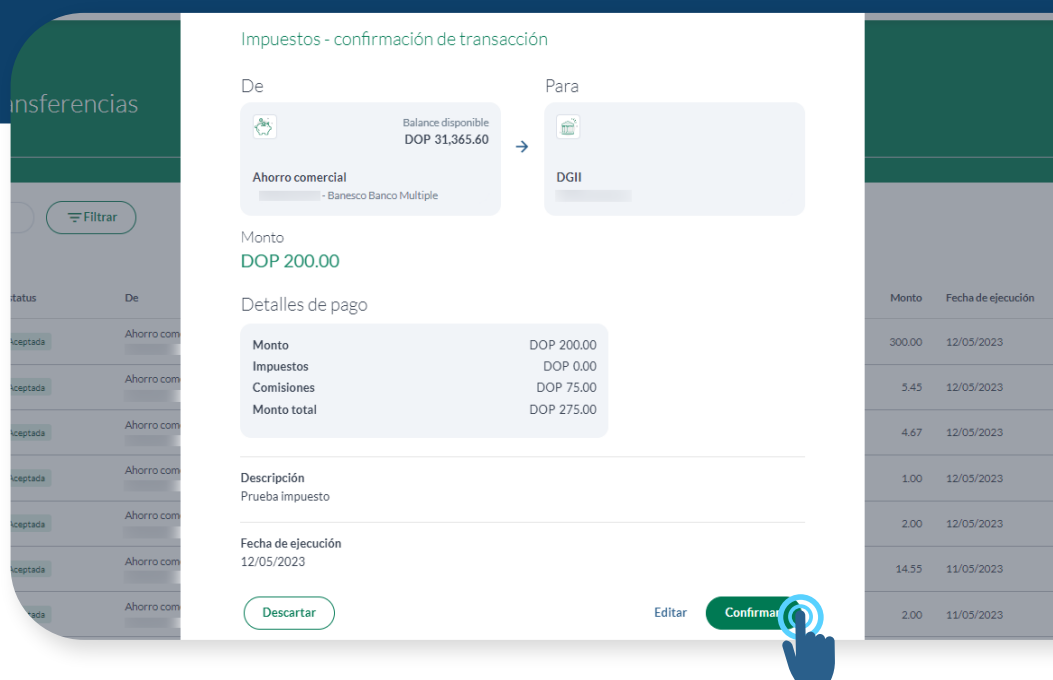 Impuestos - confirmación de transacción
De
Para
Balance disponible
DOP 31,365.60
Ahorro comercial
- Banesco Banco Multiple
DGII
Monto
DOP 200.00
Detalles de pago
Monto DOP 200.00
Impuestos DOP 0.00
Comisiones DOP 75.00
Monto total DOP 275.00
Descripción
Prueba impuesto
Fecha de ejecución
12/05/2023
Descartar
Editar
Confirmar
nsferencias
Filtrar
status De Monto Fecha de ejecución
Aceptada Ahorro com 300.00 12/05/2023
Aceptada Ahorro com 5.45 12/05/2023
Aceptada Ahorro com 4.67 12/05/2023
Aceptada Ahorro com 1.00 12/05/2023
Aceptada Ahorro com 2.00 12/05/2023
Aceptada Ahorro com 14.55 11/05/2023
tada Ahorro com 2.00 11/05/2023